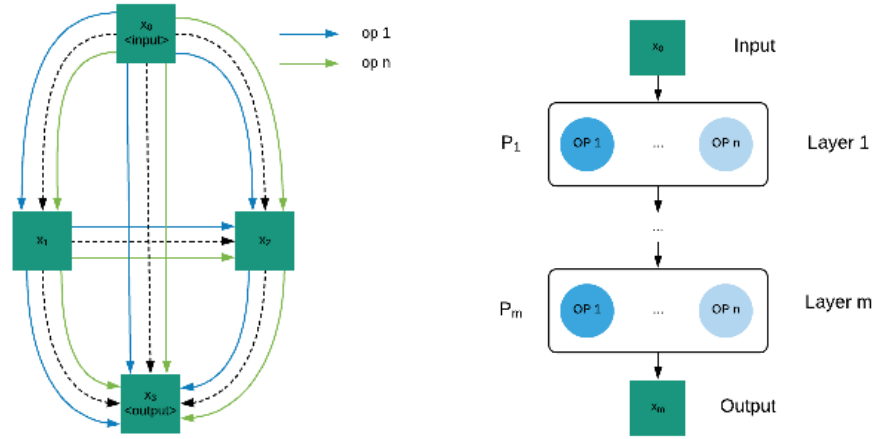 x₀
<input>
op 1
op n
x₁
x₂
x₃
<output>
x₀
Input
P₁
OP 1
...
OP n
Layer 1
...
Pₘ
OP 1
...
OP n
Layer m
xₘ
Output